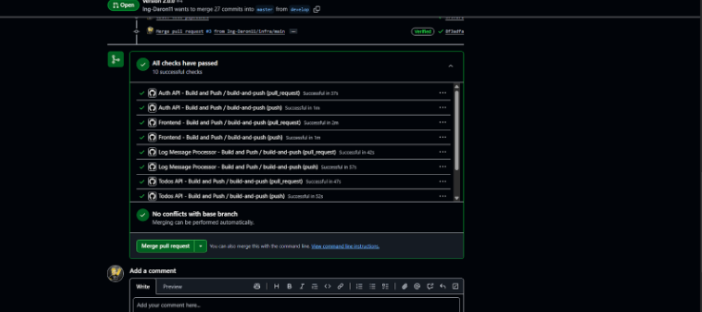 Open
Version 2.0.0
Ing-Daron11 wants to merge 27 commits into master from develop
Merge pull request #3 from Ing-Daron11/infra/main
Verified
All checks have passed
10 successful checks
Auth API - Build and Push / build-and-push (pull_request) Successful in 37s
Auth API - Build and Push / build-and-push (push) Successful in 1m
Frontend - Build and Push / build-and-push (pull_request) Successful in 2m
Frontend - Build and Push / build-and-push (push) Successful in 1m
Log Message Processor - Build and Push / build-and-push (pull_request) Successful in 42s
Log Message Processor - Build and Push / build-and-push (push) Successful in 37s
Todos API - Build and Push / build-and-push (pull_request) Successful in 47s
Todos API - Build and Push / build-and-push (push) Successful in 52s
No conflicts with base branch
Merging can be performed automatically.
Merge pull request
You can also merge this with the command line. View command line instructions.
Add a comment
Write Preview
H B I
Add your comment here...